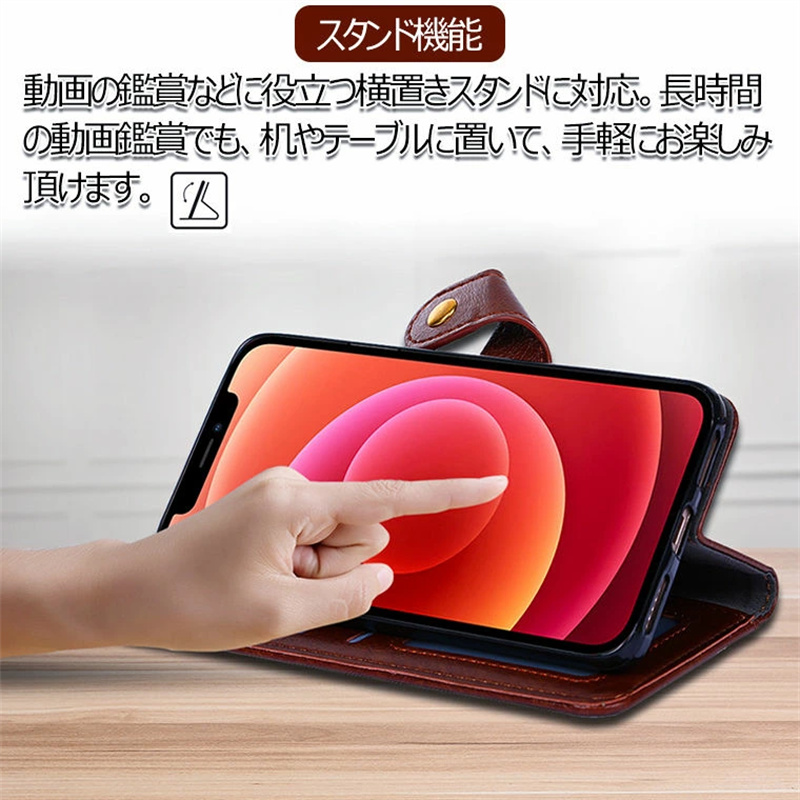 スタンド機能
動画の鑑賞などに役立つ横置きスタンドに対応。長時間
の動画鑑賞でも、机やテーブルに置いて、手軽にお楽しみ
頂けます。